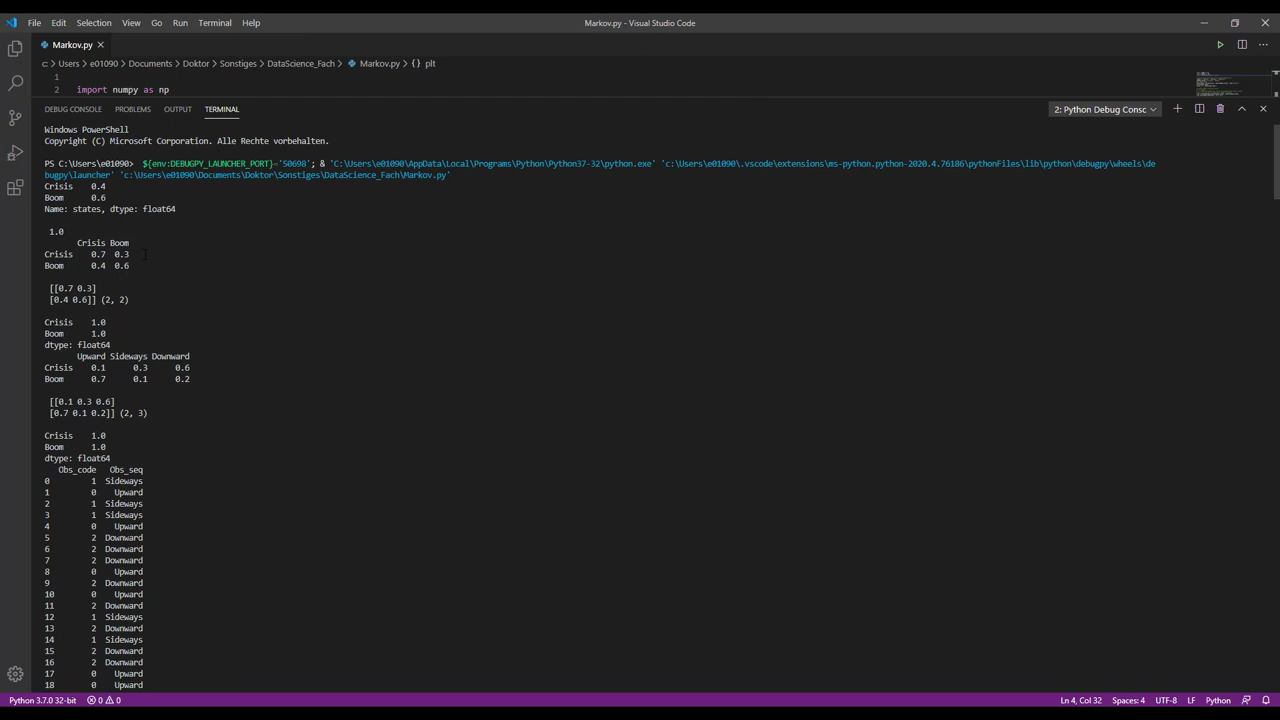 File Edit Selection View Go Run Terminal Help
Markov.py - Visual Studio Code
Markov.py
c: > Users > e01090 > Documents > Doktor > Sonstiges > DataScience_Fach > Markov.py > {} plt
1
2 import numpy as np
DEBUG CONSOLE PROBLEMS OUTPUT TERMINAL
2: Python Debug Consc
Windows PowerShell
Copyright (C) Microsoft Corporation. Alle Rechte vorbehalten.
PS C:\Users\e01090> ${env:DEBUGPY_LAUNCHER_PORT}='50698'; & 'C:\Users\e01090\AppData\Local\Programs\Python\Python37-32\python.exe' 'c:\Users\e01090\.vscode\extensions\ms-python.python-2020.4.76186\pythonFiles\lib\python\debugpy\wheels\de
bugpy\launcher' 'c:\Users\e01090\Documents\Doktor\Sonstiges\DataScience_Fach\Markov.py'
Crisis 0.4
Boom 0.6
Name: states, dtype: float64
1.0
Crisis Boom
Crisis 0.7 0.3
Boom 0.4 0.6
[[0.7 0.3]
[0.4 0.6]] (2, 2)
Crisis 1.0
Boom 1.0
dtype: float64
Upward Sideways Downward
Crisis 0.1 0.3 0.6
Boom 0.7 0.1 0.2
[[0.1 0.3 0.6]
[0.7 0.1 0.2]] (2, 3)
Crisis 1.0
Boom 1.0
dtype: float64
Obs_code Obs_seq
0 1 Sideways
1 0 Upward
2 1 Sideways
3 1 Sideways
4 0 Upward
5 2 Downward
6 2 Downward
7 2 Downward
8 0 Upward
9 2 Downward
10 0 Upward
11 2 Downward
12 1 Sideways
13 2 Downward
14 1 Sideways
15 2 Downward
16 2 Downward
17 0 Upward
18 0 Upward
Python 3.7.0 32-bit 0 0
Ln 4, Col 32 Spaces: 4 UTF-8 LF Python